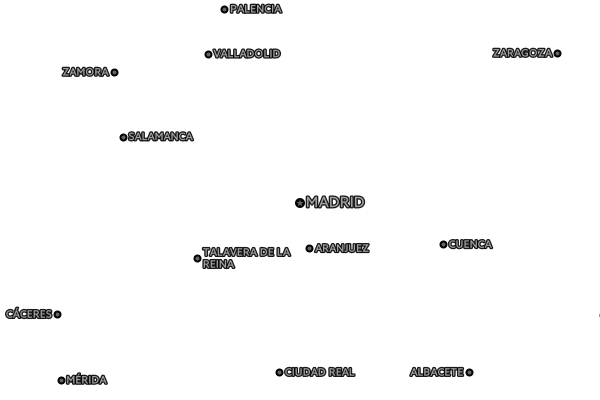 PALENCIA
VALLADOLID
ZARAGOZA
ZAMORA
SALAMANCA
MADRID
TALAVERA DE LA
REINA
ARANJUEZ
CUENCA
CÁCERES
MÉRIDA
CIUDAD REAL
ALBACETE